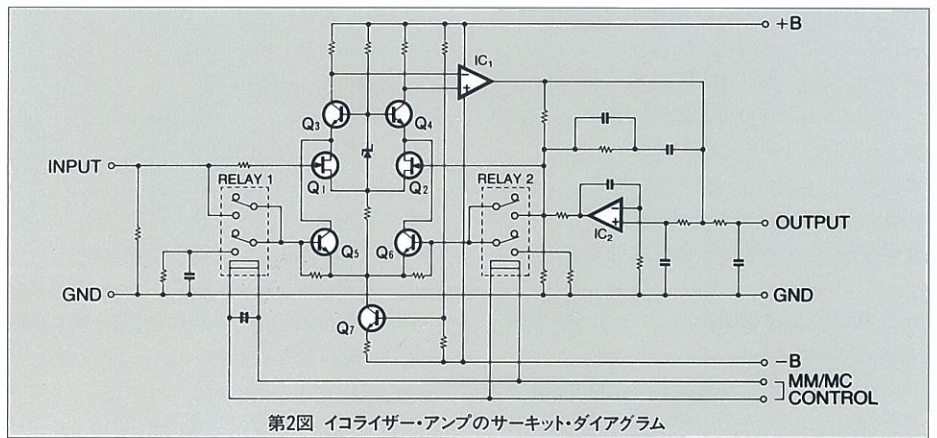 +B
IC1
Q3
Q4
INPUT
Q1
Q2
RELAY 1
RELAY 2
OUTPUT
IC2
Q5
Q6
GND
GND
Q7
−B
MM/MC
CONTROL
第2図 イコライザー・アンプのサーキット・ダイアグラム